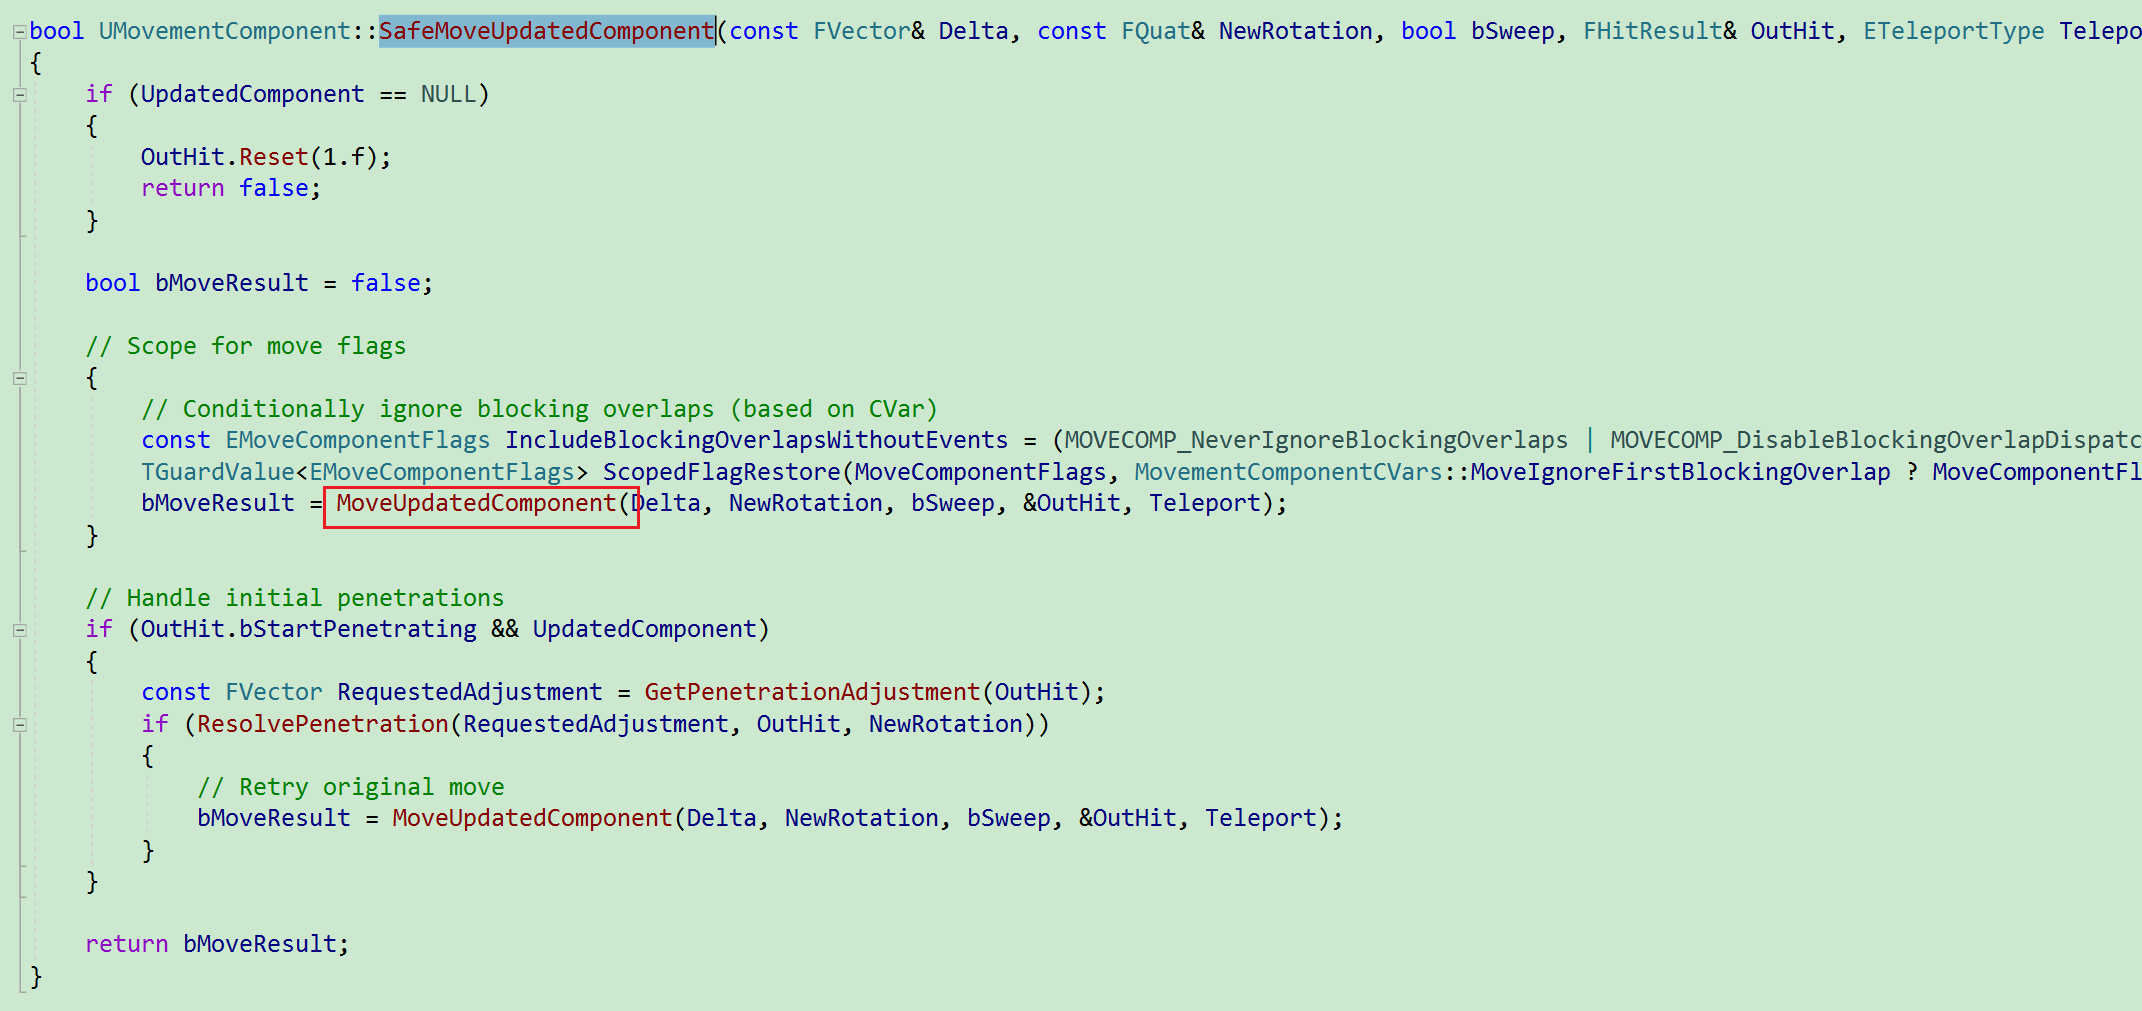 bool UMovementComponent::SafeMoveUpdatedComponent(const FVector& Delta, const FQuat& NewRotation, bool bSweep, FHitResult& OutHit, ETeleportType Telepo
{
    if (UpdatedComponent == NULL)
    {
        OutHit.Reset(1.f);
        return false;
    }

    bool bMoveResult = false;

    // Scope for move flags
    {
        // Conditionally ignore blocking overlaps (based on CVar)
        const EMoveComponentFlags IncludeBlockingOverlapsWithoutEvents = (MOVECOMP_NeverIgnoreBlockingOverlaps | MOVECOMP_DisableBlockingOverlapDispatc
        TGuardValue<EMoveComponentFlags> ScopedFlagRestore(MoveComponentFlags, MovementComponentCVars::MoveIgnoreFirstBlockingOverlap ? MoveComponentFl
        bMoveResult = MoveUpdatedComponent(Delta, NewRotation, bSweep, &OutHit, Teleport);
    }

    // Handle initial penetrations
    if (OutHit.bStartPenetrating && UpdatedComponent)
    {
        const FVector RequestedAdjustment = GetPenetrationAdjustment(OutHit);
        if (ResolvePenetration(RequestedAdjustment, OutHit, NewRotation))
        {
            // Retry original move
            bMoveResult = MoveUpdatedComponent(Delta, NewRotation, bSweep, &OutHit, Teleport);
        }
    }

    return bMoveResult;
}